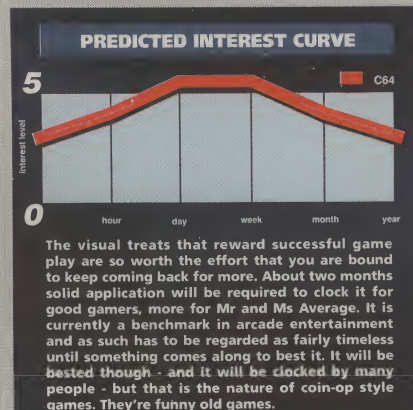 PREDICTED INTEREST CURVE
5
C64
Interest level
0
hour day week month year
The visual treats that reward successful game
play are so worth the effort that you are bound
to keep coming back for more. About two months
solid application will be required to clock it for
good gamers, more for Mr and Ms Average. It is
currently a benchmark in arcade entertainment
and as such has to be regarded as fairly timeless
until something comes along to best it. It will be
bested though - and it will be clocked by many
people - but that is the nature of coin-op style
games. They're funny old games.